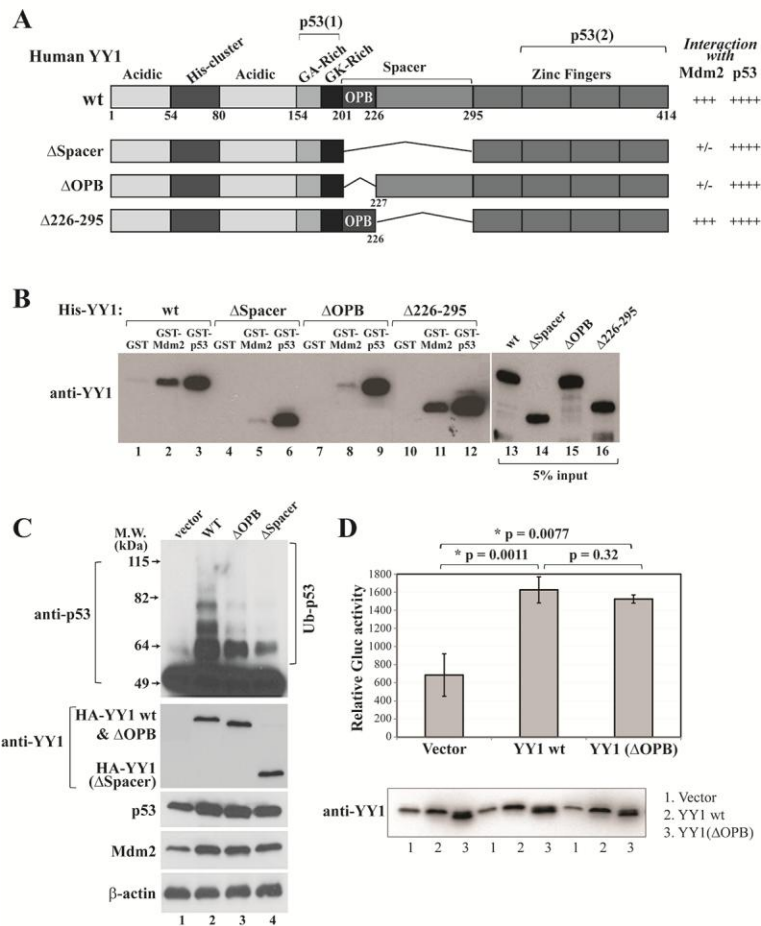 A
p53(1)
p53(2)
Interaction with
Human YY1
Acidic
His-cluster
Acidic
GA-Rich
GK-Rich
Spacer
Zinc Fingers
Mdm2 p53
wt
OPB
+++ ++++
1 54 80 154 201 226 295 414
ΔSpacer
+/- ++++
ΔOPB
+/- ++++
227
Δ226-295
OPB
+++ ++++
226
B
His-YY1: wt ΔSpacer ΔOPB Δ226-295
GST GST-Mdm2 GST-p53 GST GST-Mdm2 GST-p53 GST GST-Mdm2 GST-p53 GST GST-Mdm2 GST-p53
wt ΔSpacer ΔOPB Δ226-295
anti-YY1
1 2 3 4 5 6 7 8 9 10 11 12 13 14 15 16
5% input
C
vector WT ΔOPB ΔSpacer
M.W. (kDa)
115
82
64
49
anti-p53
Ub-p53
anti-YY1
HA-YY1 wt & ΔOPB
HA-YY1 (ΔSpacer)
p53
Mdm2
β-actin
1 2 3 4
D
* p = 0.0077
* p = 0.0011
p = 0.32
Relative Gluc activity
1800
1600
1400
1200
1000
800
600
400
200
0
Vector YY1 wt YY1 (ΔOPB)
anti-YY1
1 2 3 1 2 3 1 2 3
1. Vector
2. YY1 wt
3. YY1(ΔOPB)